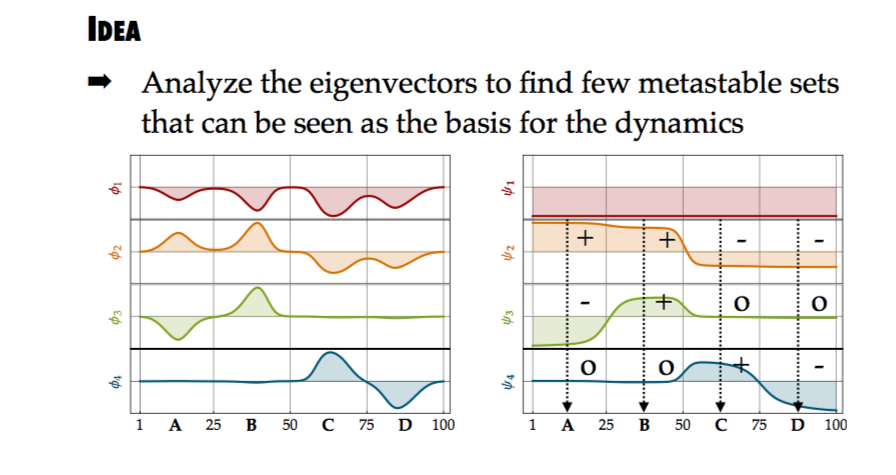 IDEA
➡ Analyze the eigenvectors to find few metastable sets
that can be seen as the basis for the dynamics
ϕ1
ϕ2
ϕ3
ϕ4
1 A 25 B 50 C 75 D 100
ψ1
ψ2 + + - -
ψ3 - + o o
ψ4 o o + -
1 A 25 B 50 C 75 D 100